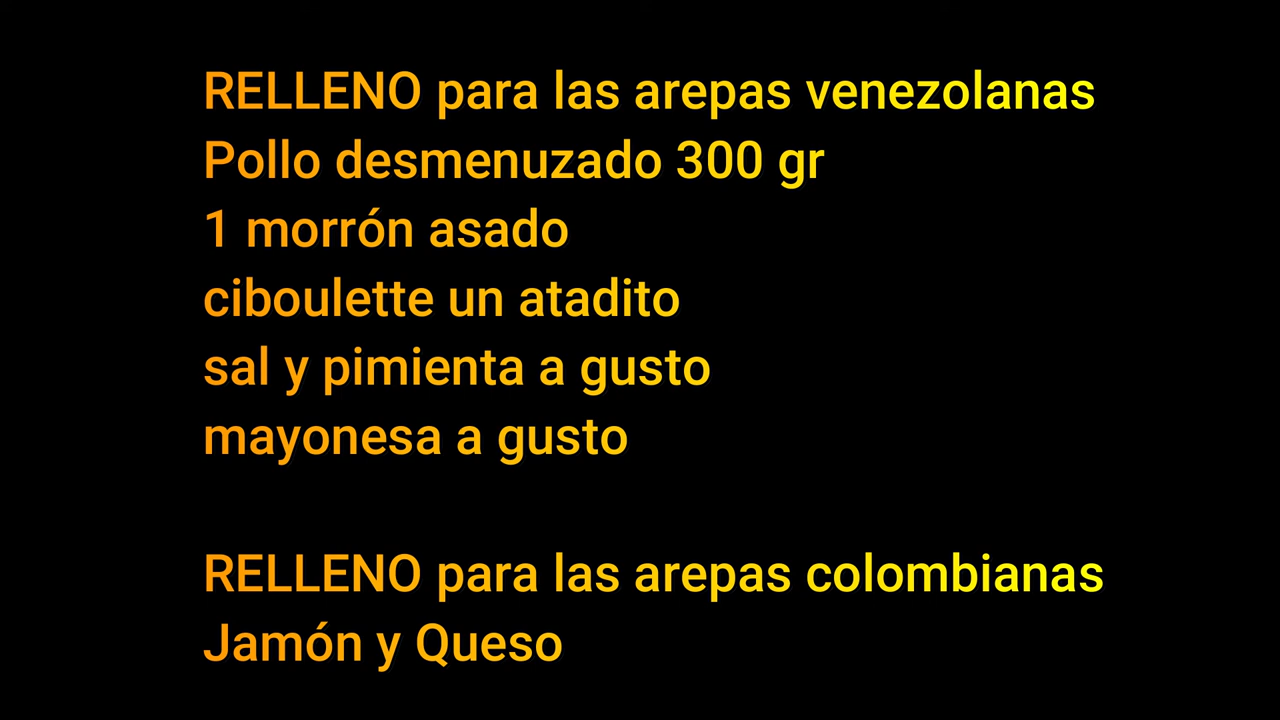 RELLENO para las arepas venezolanas
Pollo desmenuzado 300 gr
1 morrón asado
ciboulette un atadito
sal y pimienta a gusto
mayonesa a gusto
RELLENO para las arepas colombianas
Jamón y Queso